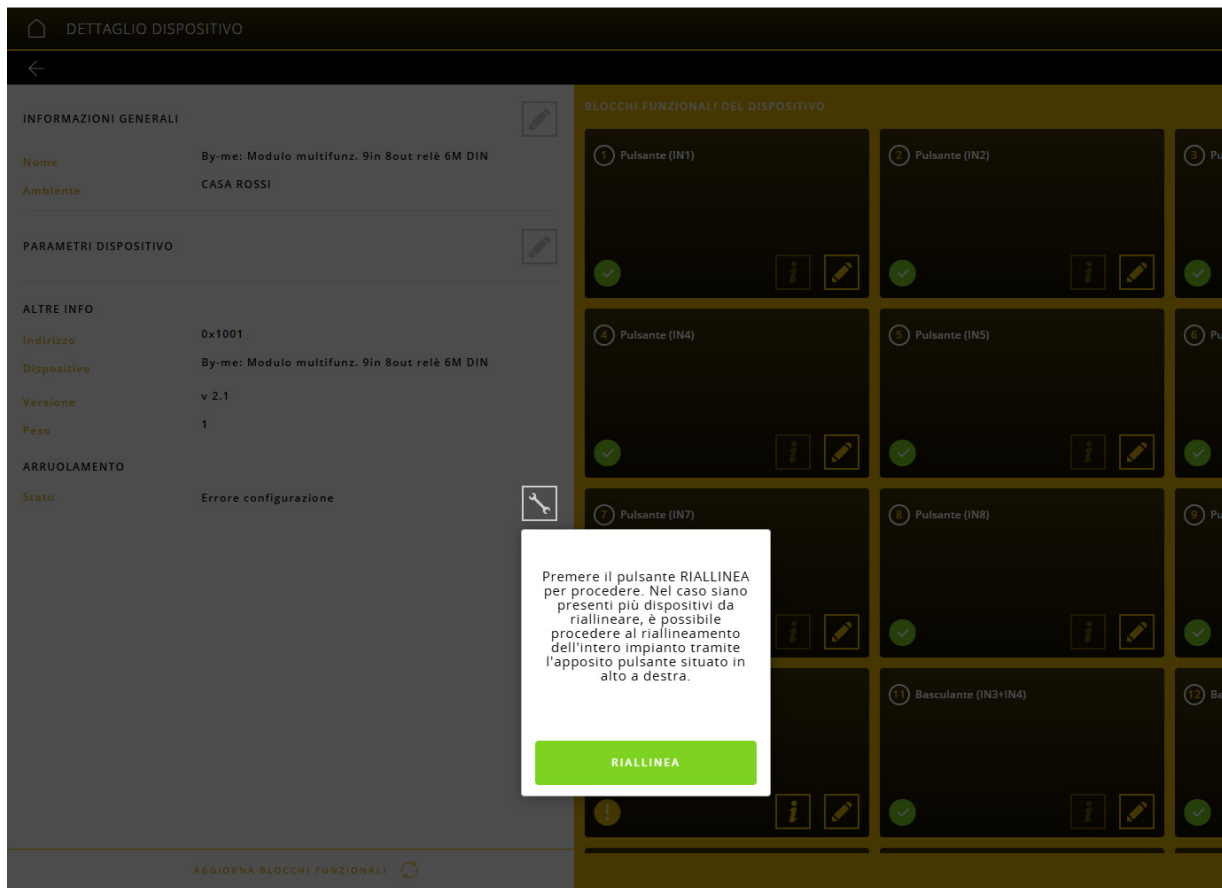 DETTAGLIO DISPOSITIVO
INFORMAZIONI GENERALI
Nome By-me: Modulo multifunz. 9in 8out relè 6M DIN
Ambiente CASA ROSSI
PARAMETRI DISPOSITIVO
ALTRE INFO
Indirizzo 0x1001
Dispositivo By-me: Modulo multifunz. 9in 8out relè 6M DIN
Versione v 2.1
Peso 1
ARRUOLAMENTO
Stato Errore configurazione
AGGIORNA BLOCCHI FUNZIONALI
Premere il pulsante RIALLINEA
per procedere. Nel caso siano
presenti più dispositivi da
riallineare, è possibile
procedere al riallineamento
dell'intero impianto tramite
l'apposito pulsante situato in
alto a destra.
RIALLINEA
BLOCCHI FUNZIONALI DEL DISPOSITIVO
1 Pulsante (IN1)
2 Pulsante (IN2)
3 Pu
4 Pulsante (IN4)
5 Pulsante (IN5)
6 Pu
7 Pulsante (IN7)
8 Pulsante (IN8)
9 Pu
11 Basculante (IN3+IN4)
12 Ba